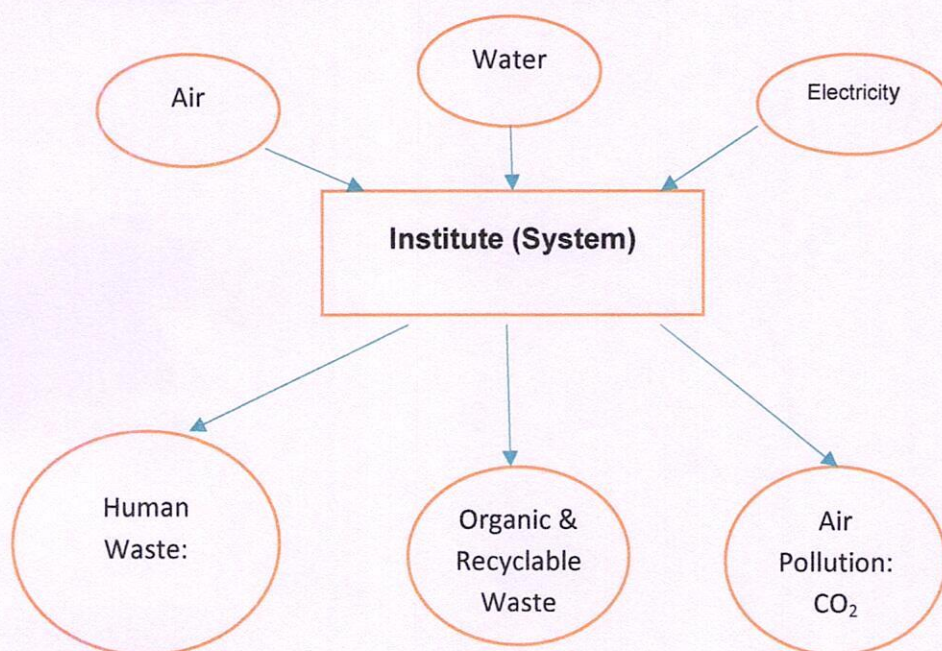 Air
Water
Electricity
Institute (System)
Human
Waste:
Organic &
Recyclable
Waste
Air
Pollution:
CO₂